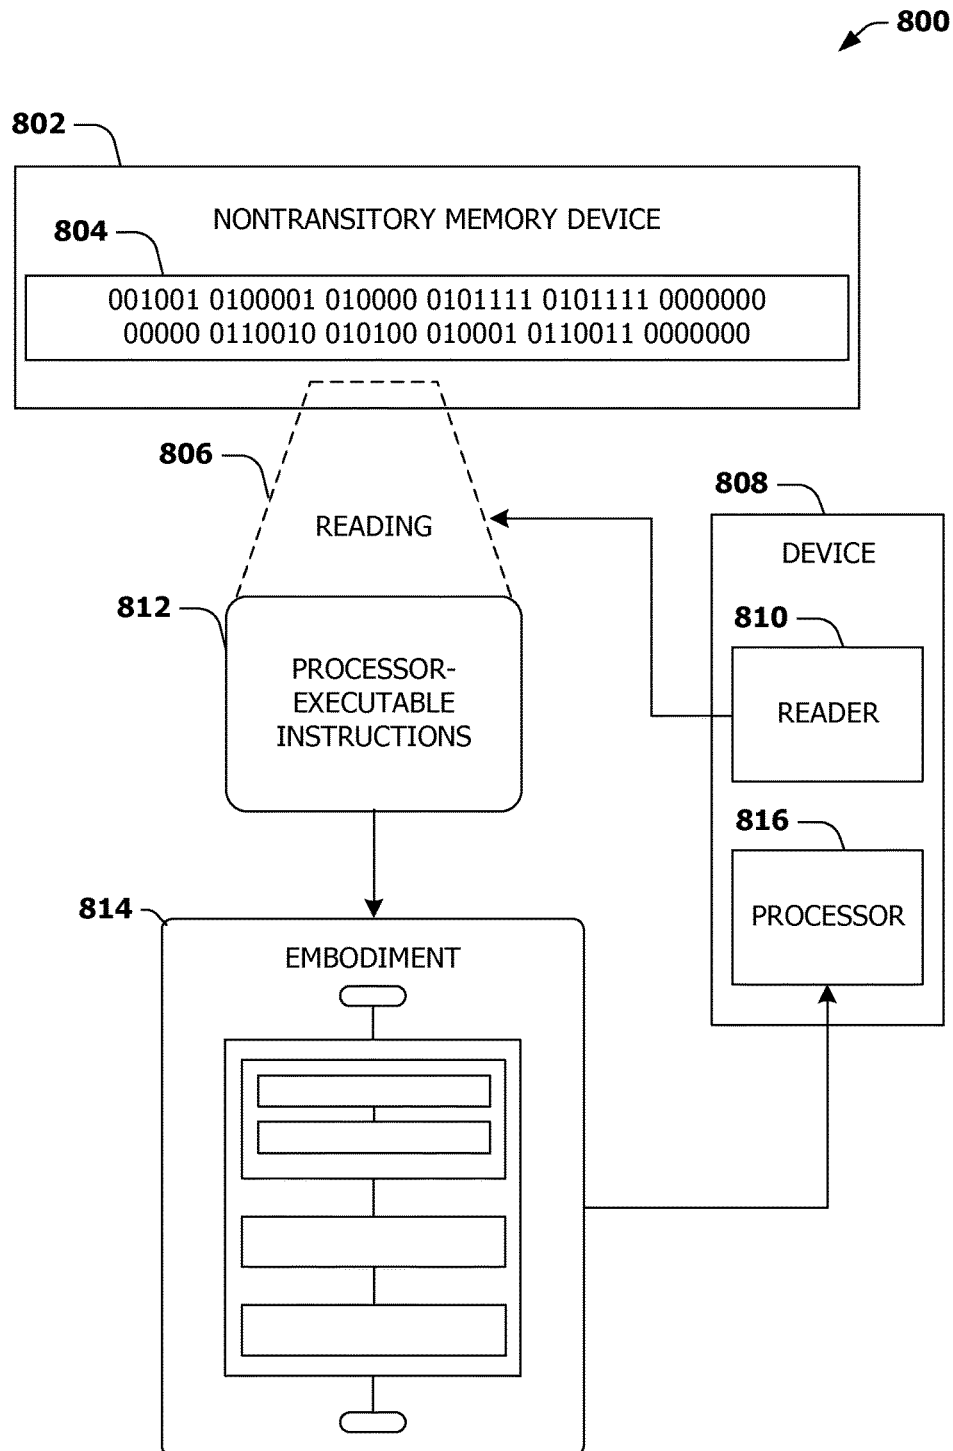 800
802
NONTRANSITORY MEMORY DEVICE
804
001001 0100001 010000 0101111 0101111 0000000
00000 0110010 010100 010001 0110011 0000000
806
READING
808
DEVICE
812
PROCESSOR-
EXECUTABLE
INSTRUCTIONS
810
READER
816
PROCESSOR
814
EMBODIMENT